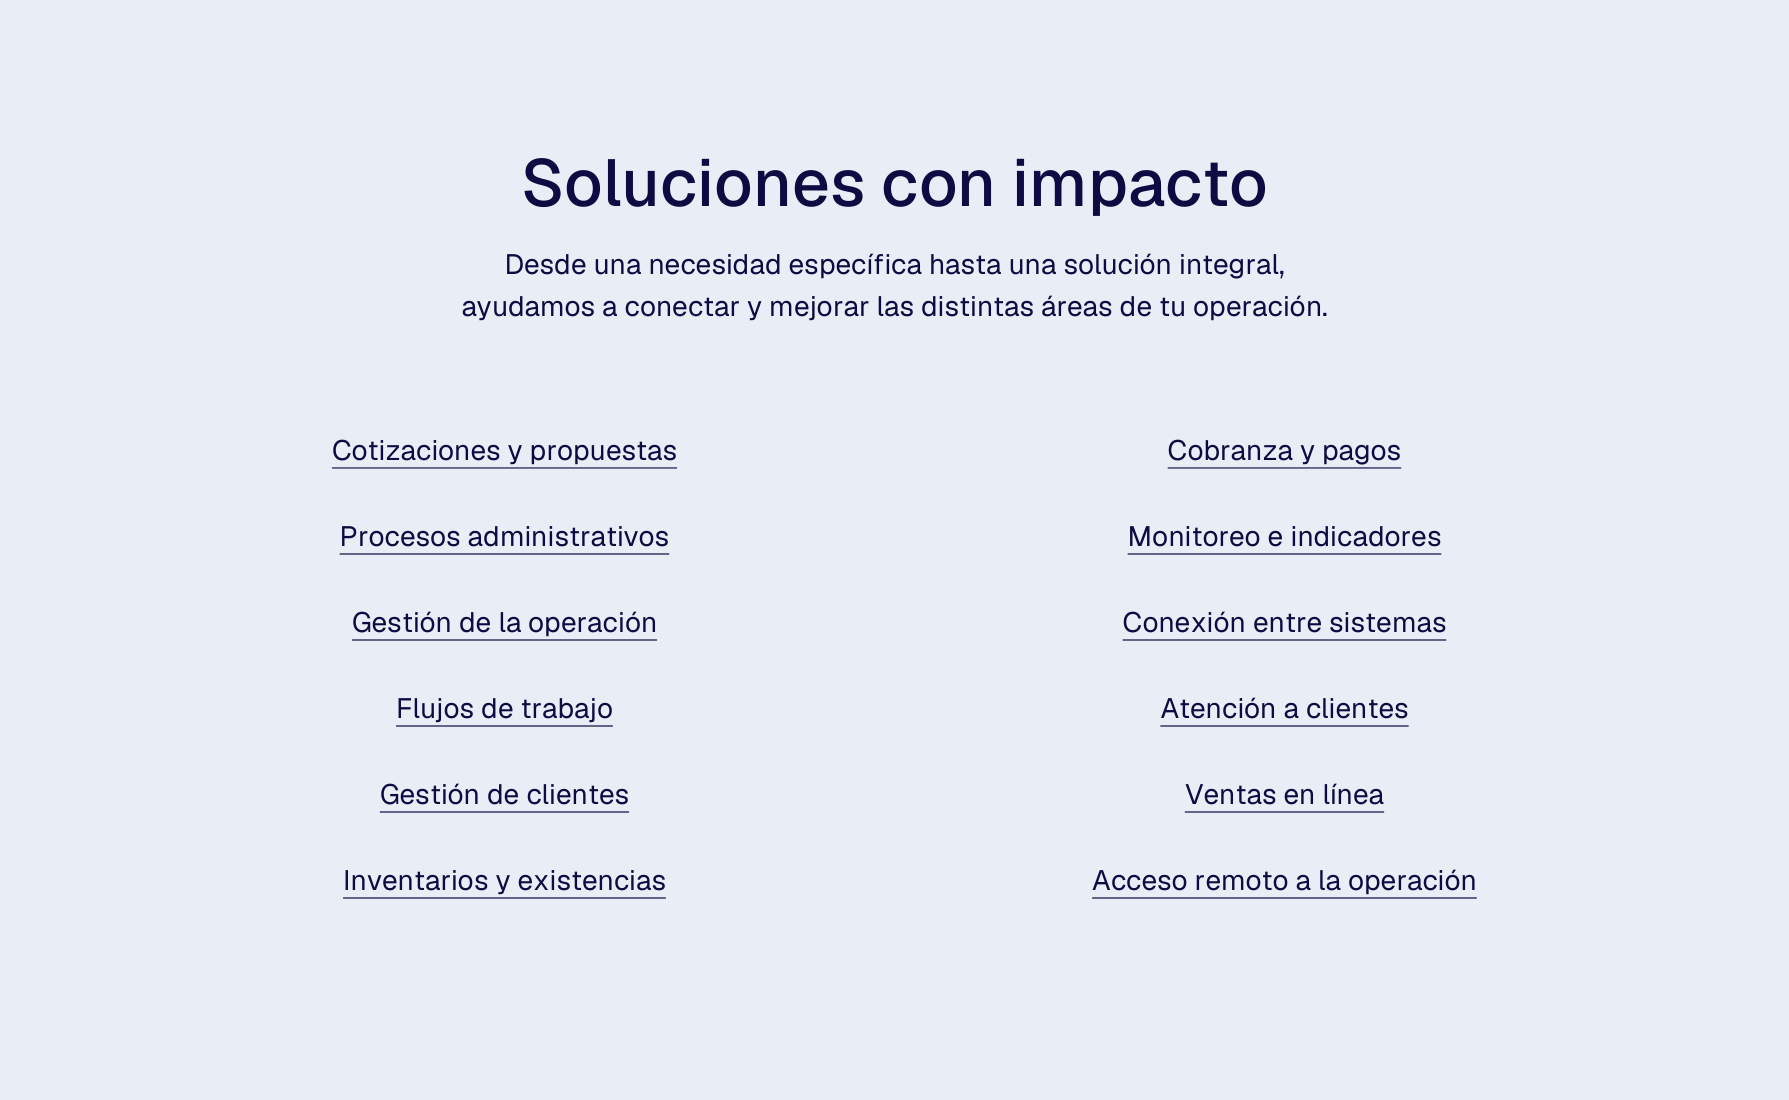 Soluciones con impacto
Desde una necesidad específica hasta una solución integral,
ayudamos a conectar y mejorar las distintas áreas de tu operación.
Cotizaciones y propuestas
Procesos administrativos
Gestión de la operación
Flujos de trabajo
Gestión de clientes
Inventarios y existencias
Cobranza y pagos
Monitoreo e indicadores
Conexión entre sistemas
Atención a clientes
Ventas en línea
Acceso remoto a la operación